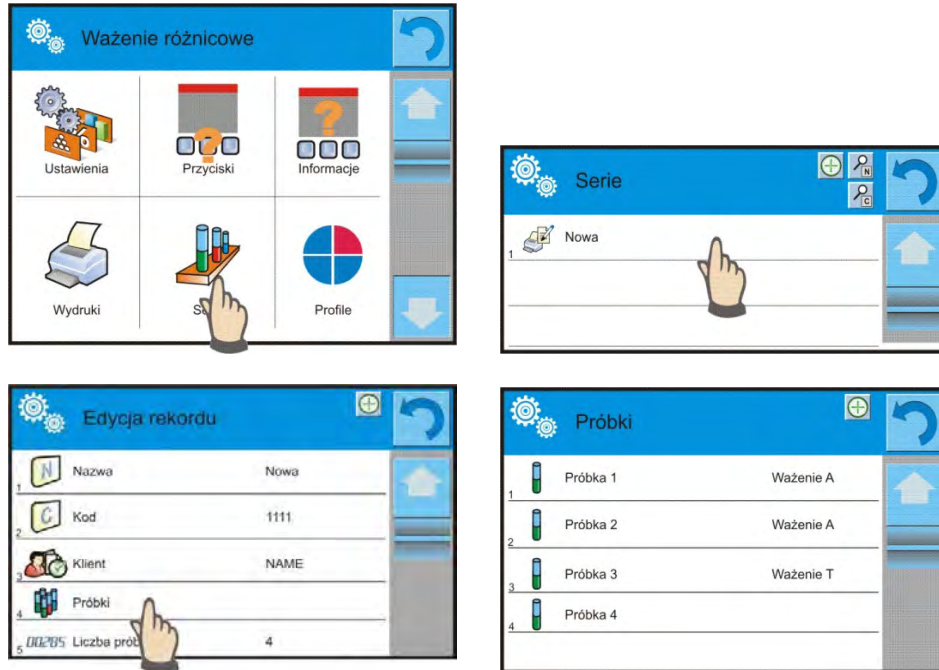 Ważenie różnicowe
Ustawienia
Przyciski
Informacje
Wydruki
Profile
Serie
N
C
1 Nowa
Edycja rekordu
1 N Nazwa Nowa
2 C Kod 1111
3 Klient NAME
4 Próbki
5 00285 Liczba prób 4
Próbki
1 Próbka 1 Ważenie A
2 Próbka 2 Ważenie A
3 Próbka 3 Ważenie T
4 Próbka 4